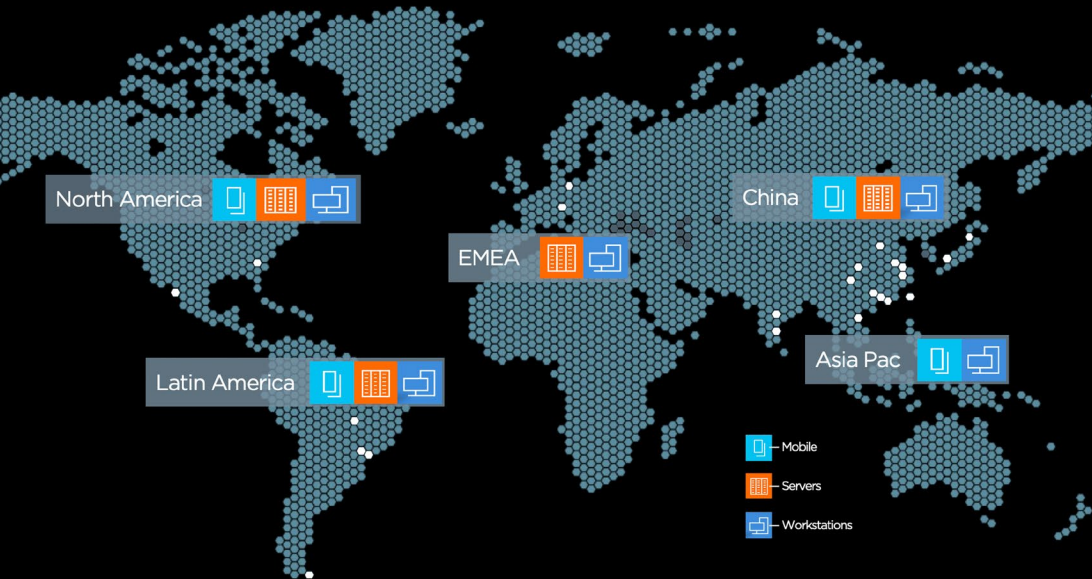 North America
China
EMEA
Asia Pac
Latin America
Mobile
Servers
Workstations